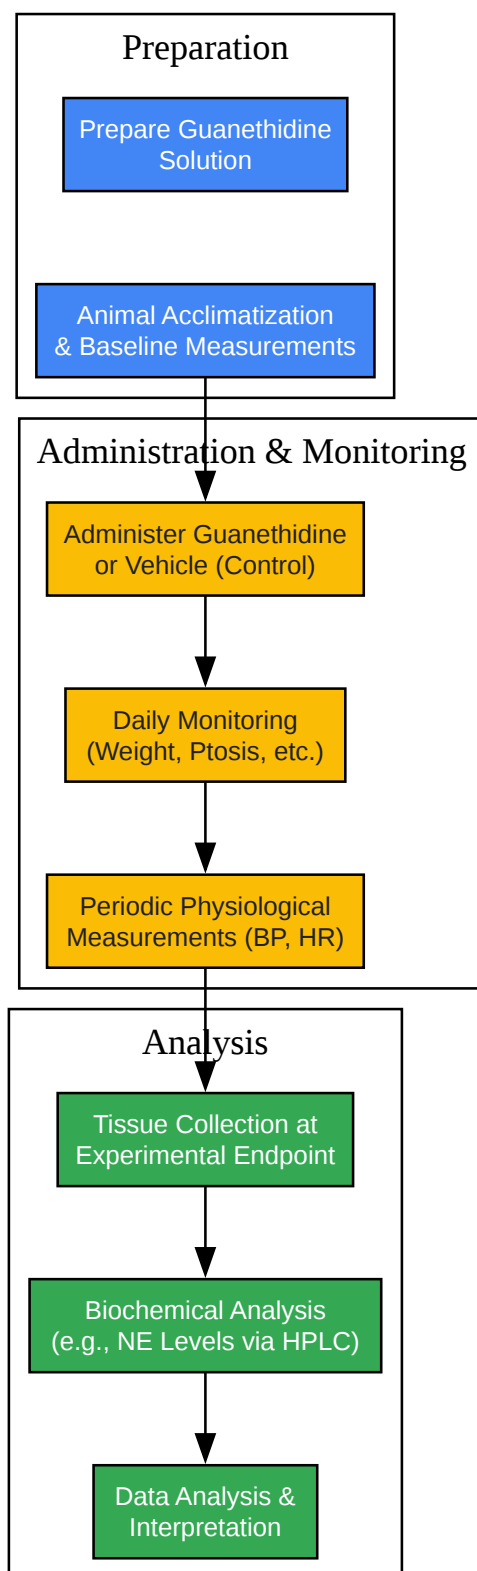 Preparation
Prepare Guanethidine
Solution
Animal Acclimatization
& Baseline Measurements
Administration & Monitoring
Administer Guanethidine
or Vehicle (Control)
Daily Monitoring
(Weight, Ptosis, etc.)
Periodic Physiological
Measurements (BP, HR)
Analysis
Tissue Collection at
Experimental Endpoint
Biochemical Analysis
(e.g., NE Levels via HPLC)
Data Analysis &
Interpretation